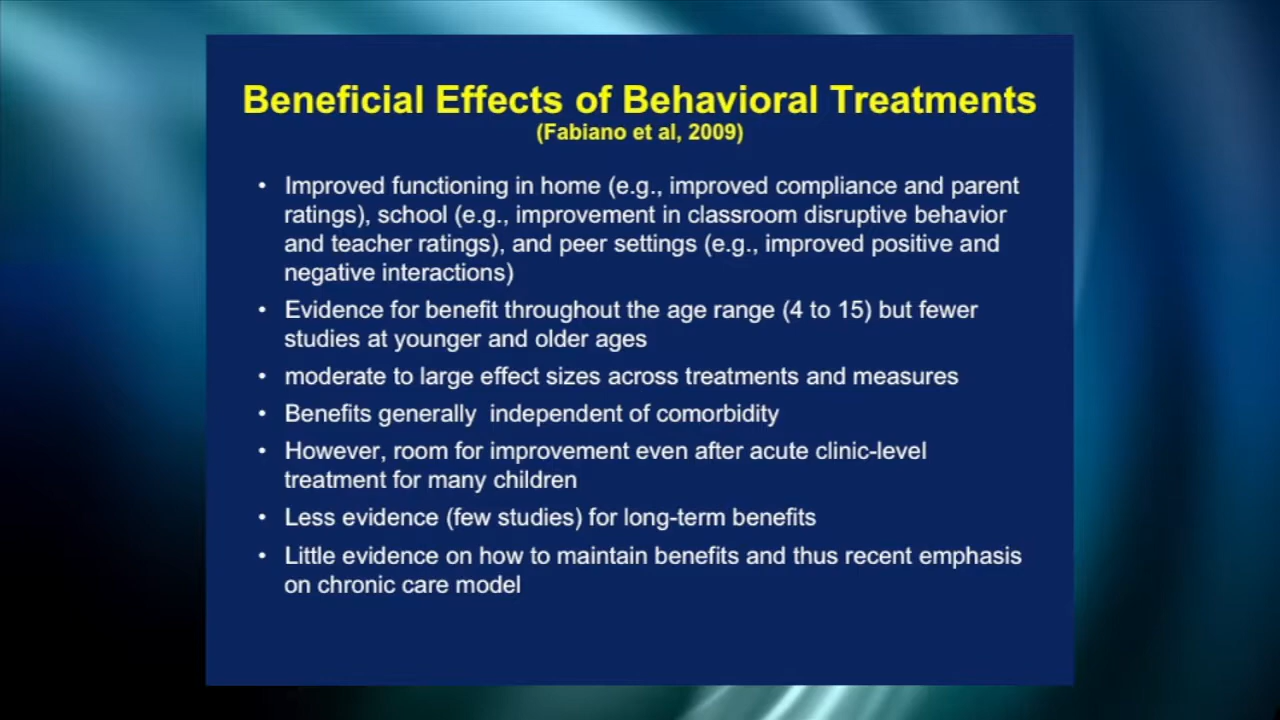 Beneficial Effects of Behavioral Treatments
(Fabiano et al, 2009)
• Improved functioning in home (e.g., improved compliance and parent
ratings), school (e.g., improvement in classroom disruptive behavior
and teacher ratings), and peer settings (e.g., improved positive and
negative interactions)
• Evidence for benefit throughout the age range (4 to 15) but fewer
studies at younger and older ages
• moderate to large effect sizes across treatments and measures
• Benefits generally  independent of comorbidity
• However, room for improvement even after acute clinic-level
treatment for many children
• Less evidence (few studies) for long-term benefits
• Little evidence on how to maintain benefits and thus recent emphasis
on chronic care model